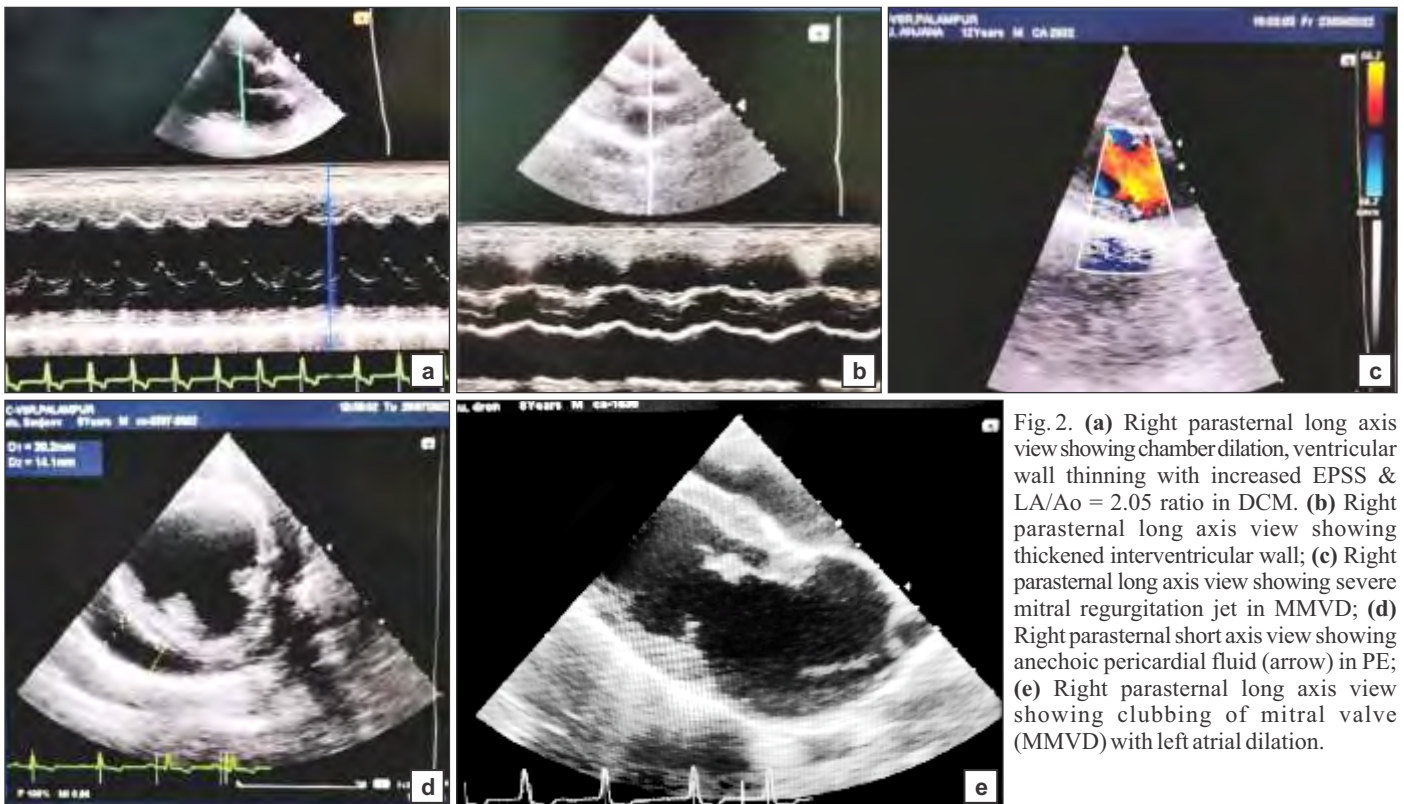 a
b
VBR,PALAMPUR
12Years M
c
C-VBR,PALAMPUR
M
D1 = 20.2mm
D2 = 14.1mm
d
8Years M
e
Fig. 2. (a) Right parasternal long axis
view showing chamber dilation, ventricular
wall thinning with increased EPSS &
LA/Ao = 2.05 ratio in DCM. (b) Right
parasternal long axis view showing
thickened interventricular wall; (c) Right
parasternal long axis view showing severe
mitral regurgitation jet in MMVD; (d)
Right parasternal short axis view showing
anechoic pericardial fluid (arrow) in PE;
(e) Right parasternal long axis view
showing clubbing of mitral valve
(MMVD) with left atrial dilation.